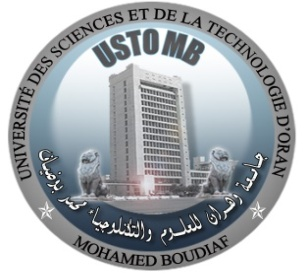 UNIVERSITÉ DES SCIENCES ET DE LA TECHNOLOGIE D'ORAN
USTO MB
جامعة وهران للعلوم والتكنولوجيا محمد بوضياف
MOHAMED BOUDIAF